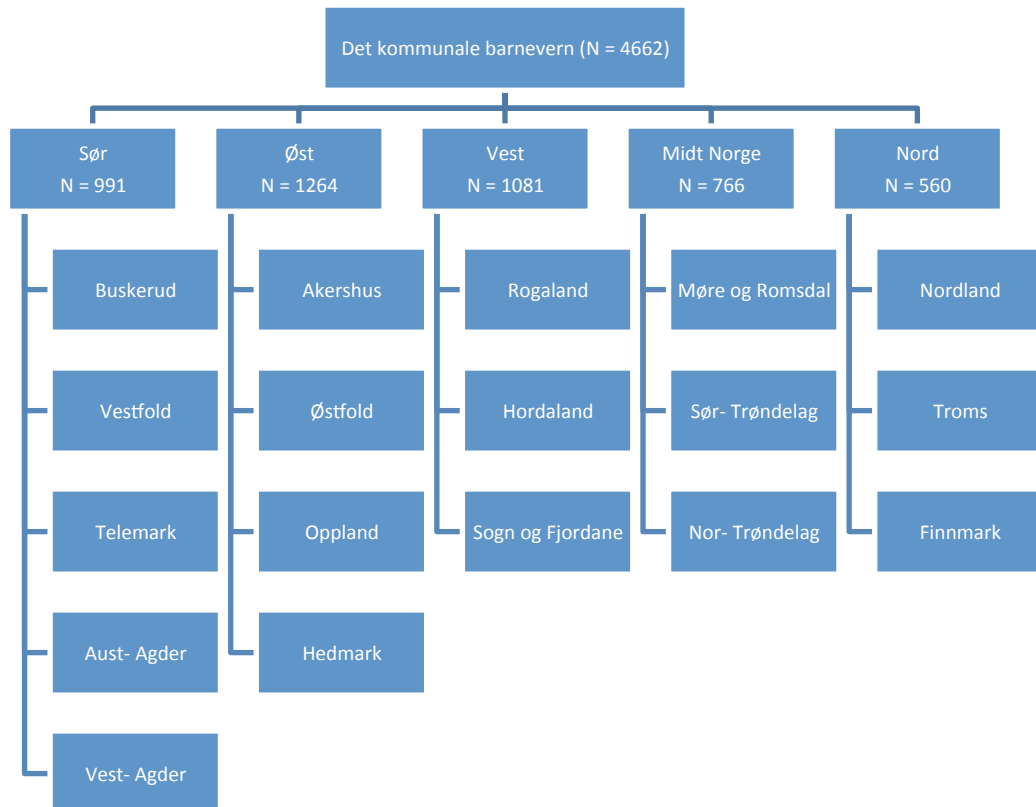 Det kommunale barnevern (N = 4662)
Sør
N = 991
Øst
N = 1264
Vest
N = 1081
Midt Norge
N = 766
Nord
N = 560
Buskerud
Vestfold
Telemark
Aust- Agder
Vest- Agder
Akershus
Østfold
Oppland
Hedmark
Rogaland
Hordaland
Sogn og Fjordane
Møre og Romsdal
Sør- Trøndelag
Nor- Trøndelag
Nordland
Troms
Finnmark